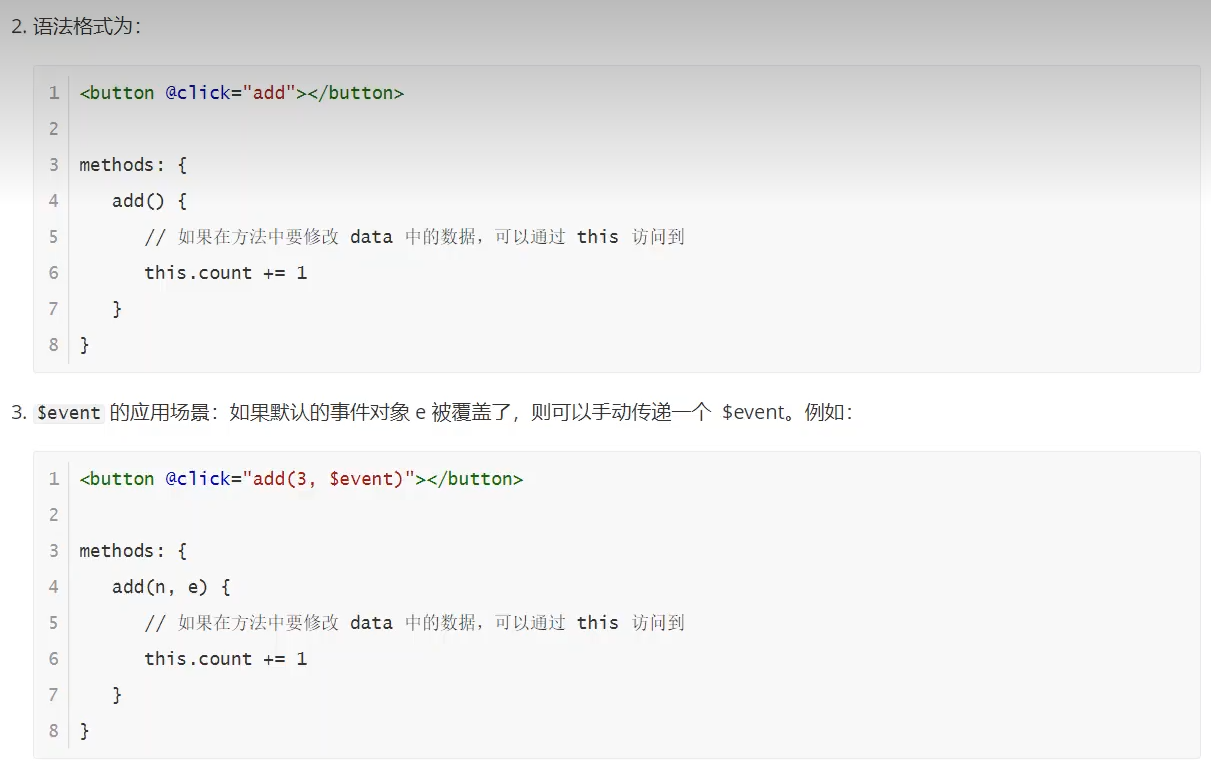 2. 语法格式为：
1 <button @click="add"></button>
2
3 methods: {
4 add() {
5 // 如果在方法中要修改 data 中的数据，可以通过 this 访问到
6 this.count += 1
7 }
8 }
3. $event 的应用场景：如果默认的事件对象 e 被覆盖了，则可以手动传递一个 $event。例如：
1 <button @click="add(3, $event)"></button>
2
3 methods: {
4 add(n, e) {
5 // 如果在方法中要修改 data 中的数据，可以通过 this 访问到
6 this.count += 1
7 }
8 }